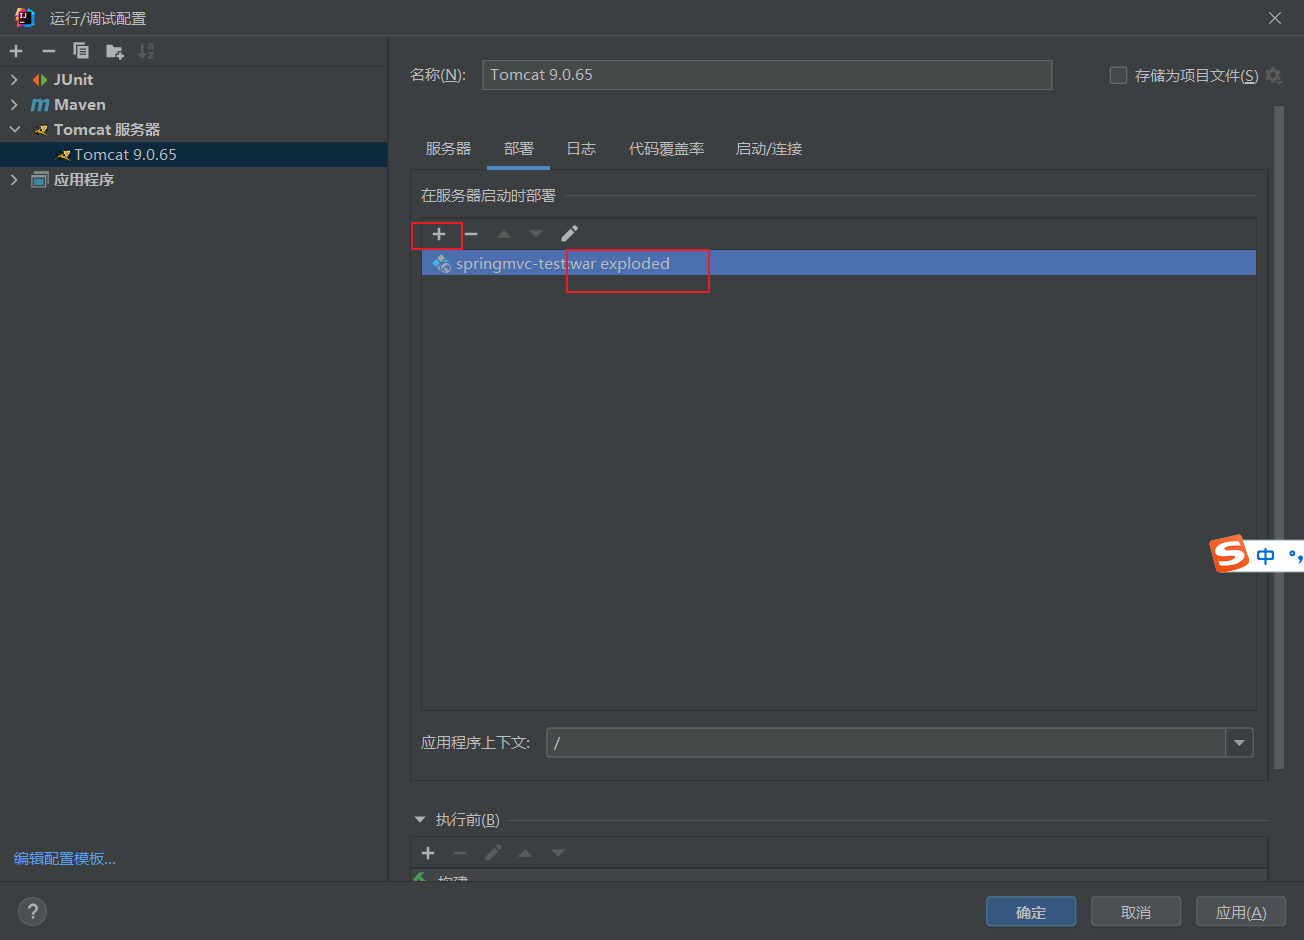 运行/调试配置
JUnit
Maven
Tomcat 服务器
Tomcat 9.0.65
应用程序
编辑配置模板...
名称(N):
Tomcat 9.0.65
存储为项目文件(S)
服务器 部署 日志 代码覆盖率 启动/连接
在服务器启动时部署
springmvc-test:war exploded
应用程序上下文:
/
执行前(B)
构建
中 °,
?
确定 取消 应用(A)